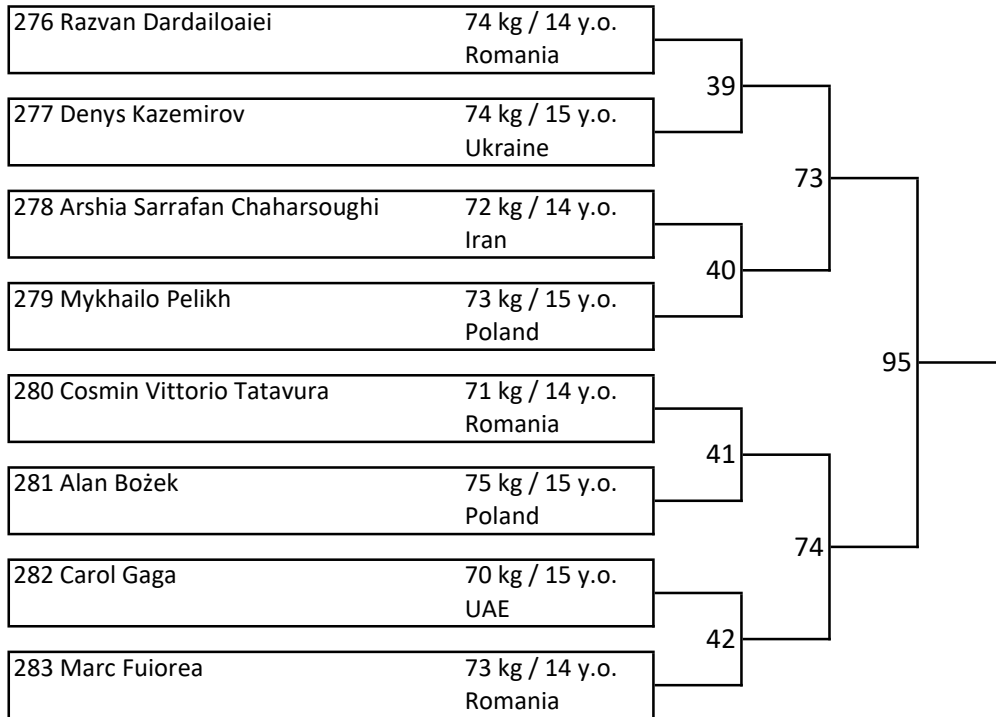 276 Razvan Dardailoaiei 74 kg / 14 y.o.
Romania
39
277 Denys Kazemirov 74 kg / 15 y.o.
Ukraine
73
278 Arshia Sarrafan Chaharsoughi 72 kg / 14 y.o.
Iran
40
279 Mykhailo Pelikh 73 kg / 15 y.o.
Poland
95
280 Cosmin Vittorio Tatavura 71 kg / 14 y.o.
Romania
41
281 Alan Bożek 75 kg / 15 y.o.
Poland
74
282 Carol Gaga 70 kg / 15 y.o.
UAE
42
283 Marc Fuiorea 73 kg / 14 y.o.
Romania